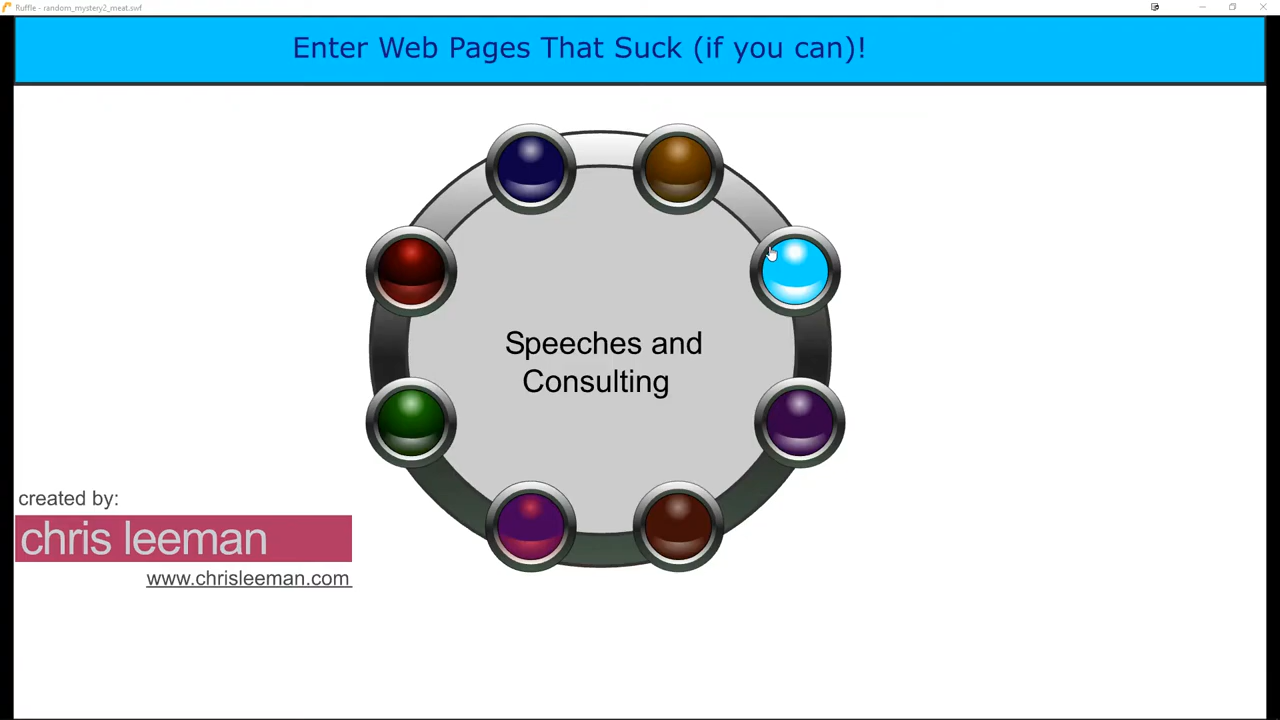 Ruffle - random_mystery2_meat.swf
Enter Web Pages That Suck (if you can)!
Speeches and
Consulting
created by:
chris leeman
www.chrisleeman.com